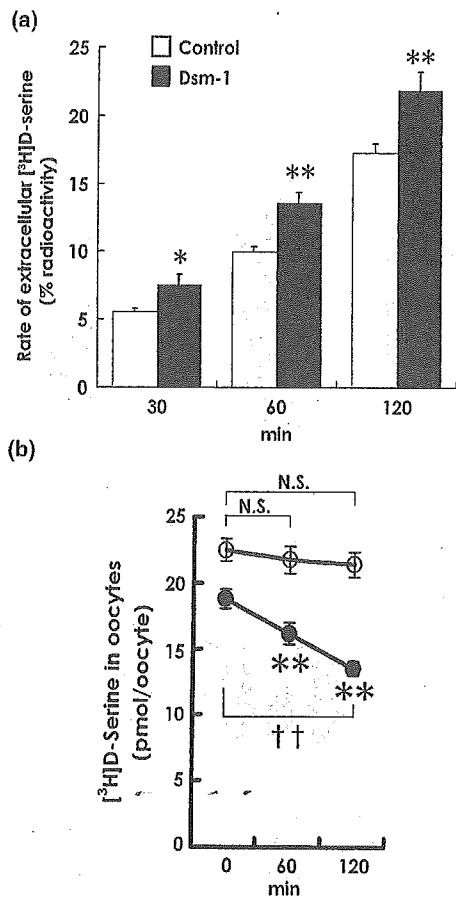 (a)
Control
Dsm-1
Rate of extracellular [³H]D-serine
(% radioactivity)
25
20
15
10
5
0
*
**
**
30
60
120
min
(b)
[³H]D-Serine in oocytes
(pmol/oocyte)
N.S.
N.S.
25
20
15
10
5
0
**
**
††
0
60
120
min